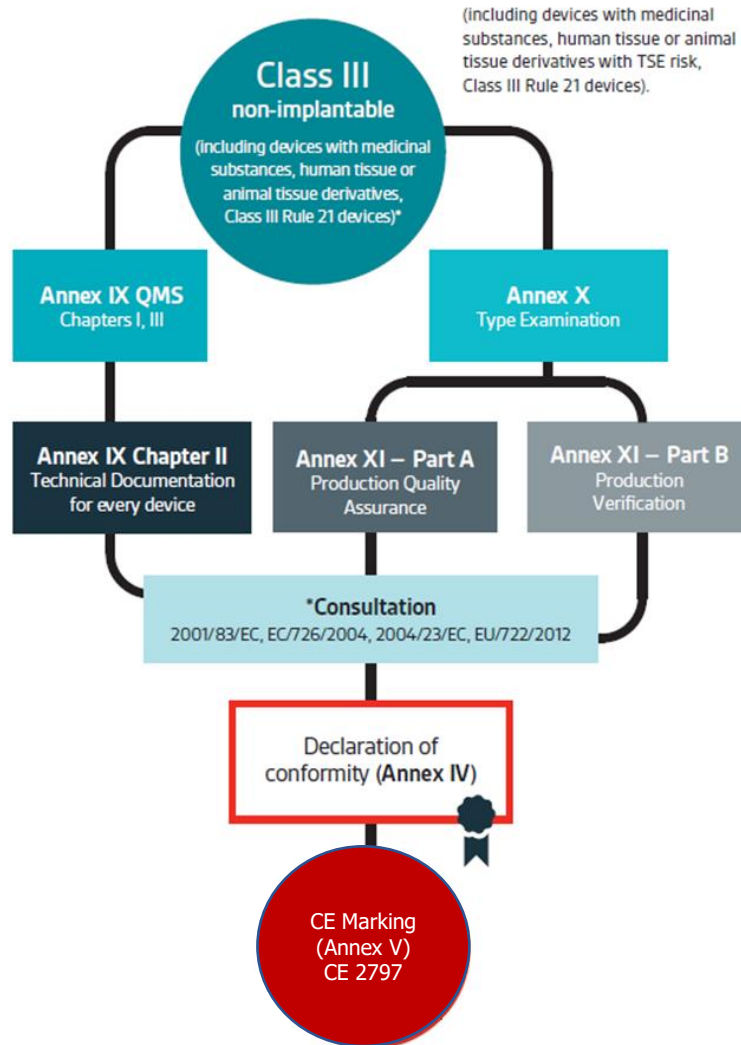 (including devices with medicinal
substances, human tissue or animal
tissue derivatives with TSE risk,
Class III Rule 21 devices).
Class III
non-implantable
(including devices with medicinal
substances, human tissue or
animal tissue derivatives,
Class III Rule 21 devices)*
Annex IX QMS
Chapters I, III
Annex X
Type Examination
Annex IX Chapter II
Technical Documentation
for every device
Annex XI – Part A
Production Quality
Assurance
Annex XI – Part B
Production
Verification
*Consultation
2001/83/EC, EC/726/2004, 2004/23/EC, EU/722/2012
Declaration of
conformity (Annex IV)
CE Marking
(Annex V)
CE 2797